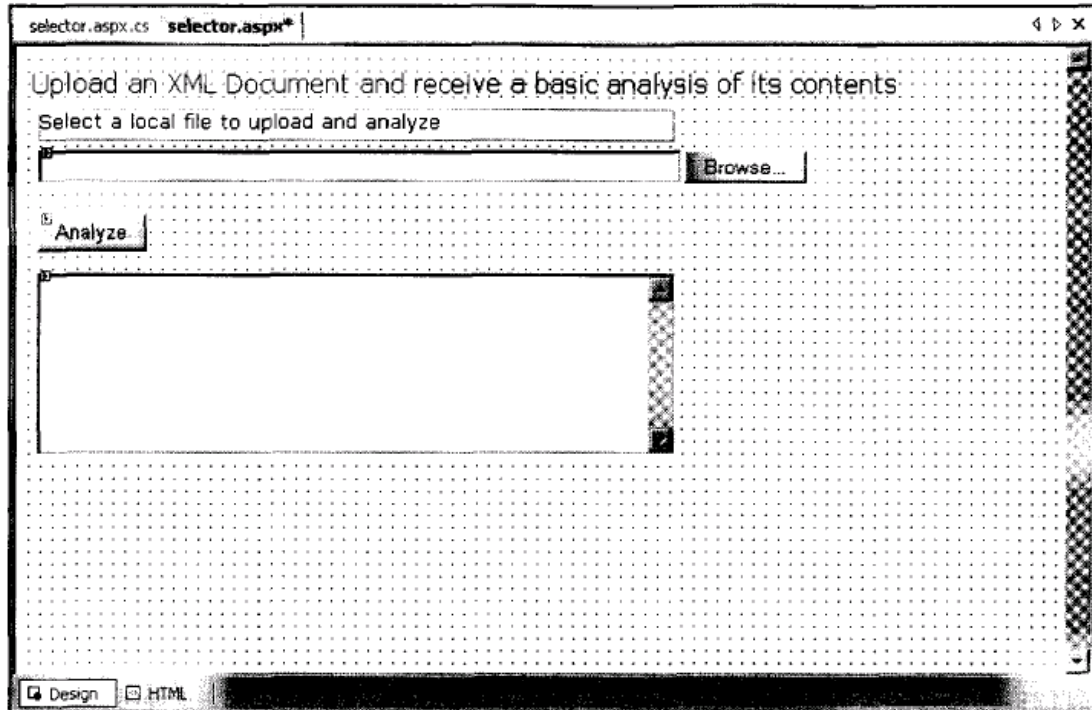 selector.aspx.cs selector.aspx*
Upload an XML Document and receive a basic analysis of its contents
Select a local file to upload and analyze
Browse...
Analyze
Design HTML